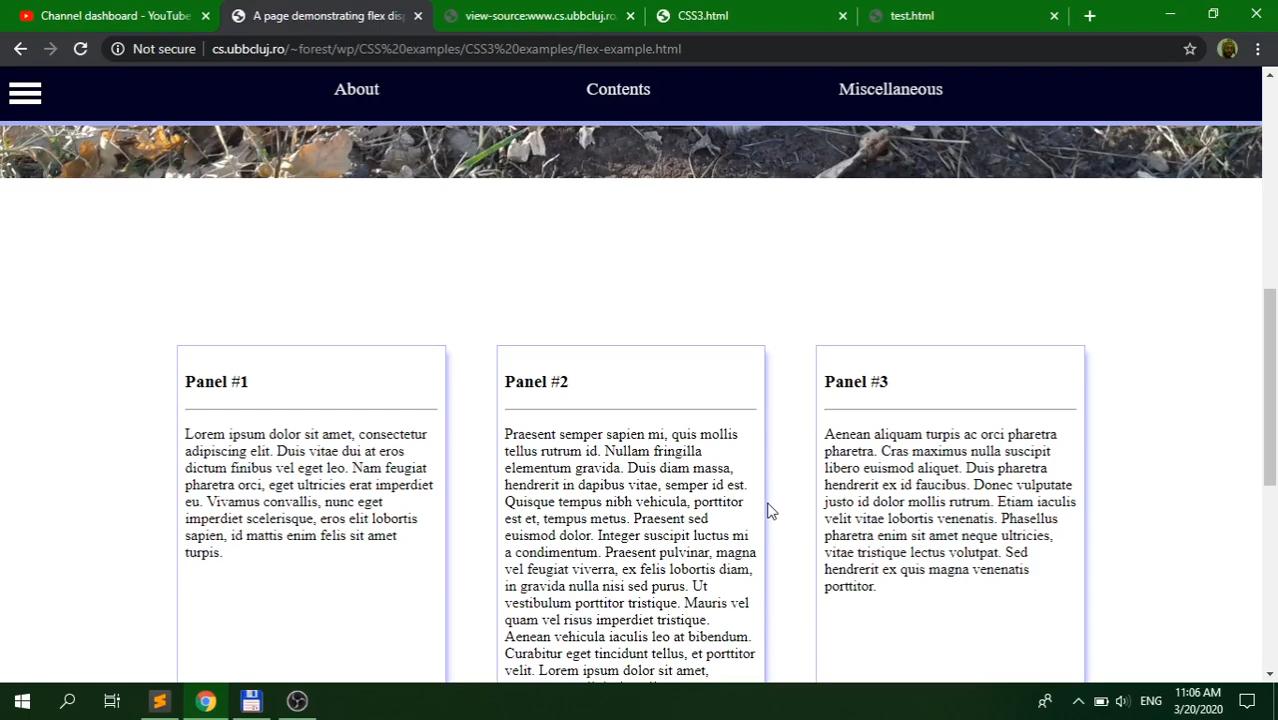 Channel dashboard - YouTube
A page demonstrating flex dis
view-source:www.cs.ubbcluj.ro
CSS3.html
test.html
Not secure
cs.ubbcluj.ro/~forest/wp/CSS%20examples/CSS3%20examples/flex-example.html
About
Contents
Miscellaneous
Panel #1
Lorem ipsum dolor sit amet, consectetur
adipiscing elit. Duis vitae dui at eros
dictum finibus vel eget leo. Nam feugiat
pharetra orci, eget ultricies erat imperdiet
eu. Vivamus convallis, nunc eget
imperdiet scelerisque, eros elit lobortis
sapien, id mattis enim felis sit amet
turpis.
Panel #2
Praesent semper sapien mi, quis mollis
tellus rutrum id. Nullam fringilla
elementum gravida. Duis diam massa,
hendrerit in dapibus vitae, semper id est.
Quisque tempus nibh vehicula, porttitor
est et, tempus metus. Praesent sed
euismod dolor. Integer suscipit luctus mi
a condimentum. Praesent pulvinar, magna
vel feugiat viverra, ex felis lobortis diam,
in gravida nulla nisi sed purus. Ut
vestibulum porttitor tristique. Mauris vel
quam vel risus imperdiet tristique.
Aenean vehicula iaculis leo at bibendum.
Curabitur eget tincidunt tellus, et porttitor
velit. Lorem ipsum dolor sit amet,
Panel #3
Aenean aliquam turpis ac orci pharetra
pharetra. Cras maximus nulla suscipit
libero euismod aliquet. Duis pharetra
hendrerit ex id faucibus. Donec vulputate
justo id dolor mollis rutrum. Etiam iaculis
velit vitae lobortis venenatis. Phasellus
pharetra enim sit amet neque ultricies,
vitae tristique lectus volutpat. Sed
hendrerit ex quis magna venenatis
porttitor.
ENG
11:06 AM
3/20/2020